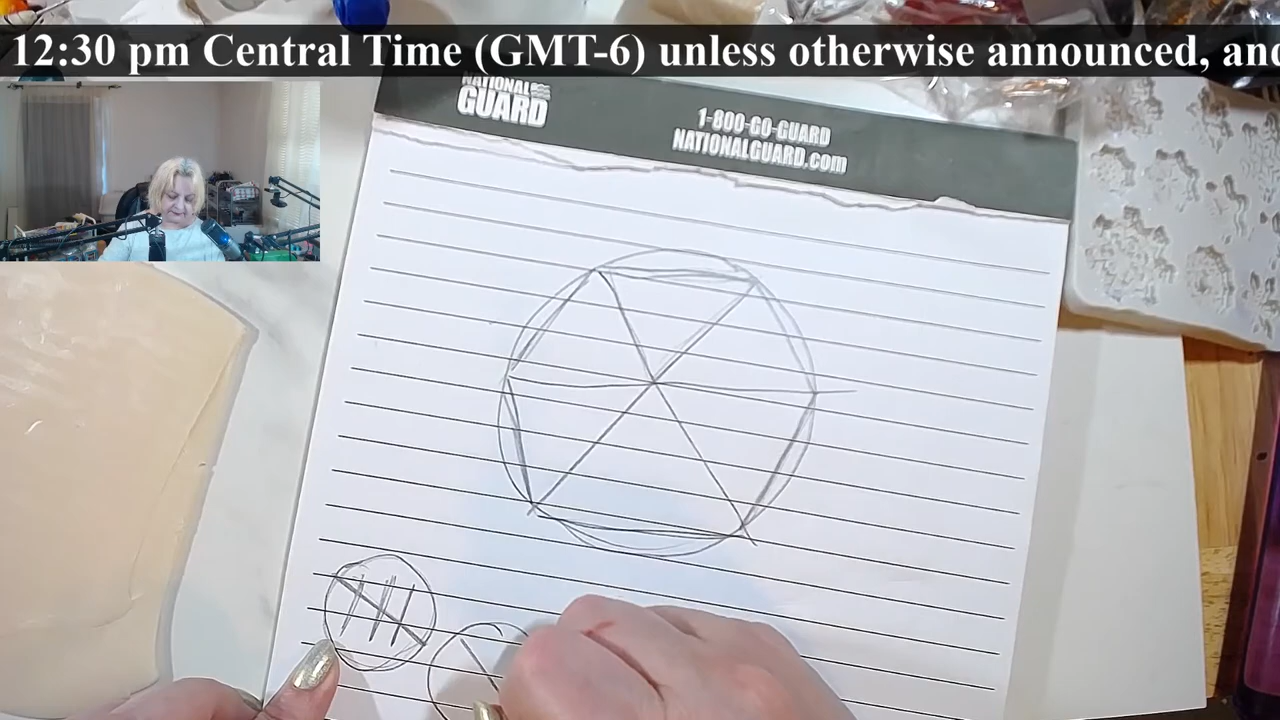 12:30 pm Central Time (GMT-6) unless otherwise announced, and
NATIONAL
GUARD
1-800-GO-GUARD
NATIONALGUARD.com